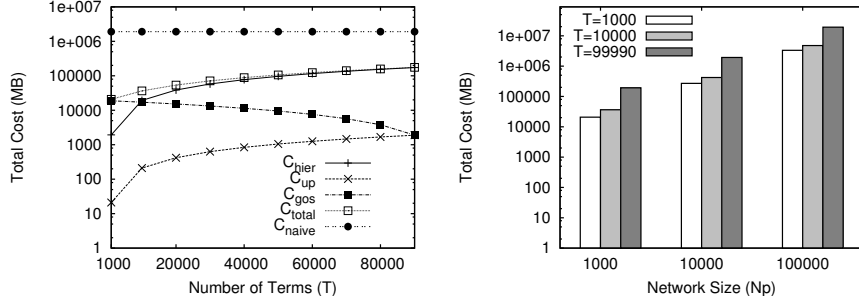 Total Cost (MB)
1e+007
1e+006
100000
10000
1000
100
10
1
1000 20000 40000 60000 80000
Number of Terms (T)
C_hier
C_up
C_gos
C_total
C_naive
Total Cost (MB)
1e+007
1e+006
100000
10000
1000
100
10
1
1000 10000 100000
Network Size (Np)
T=1000
T=10000
T=99990